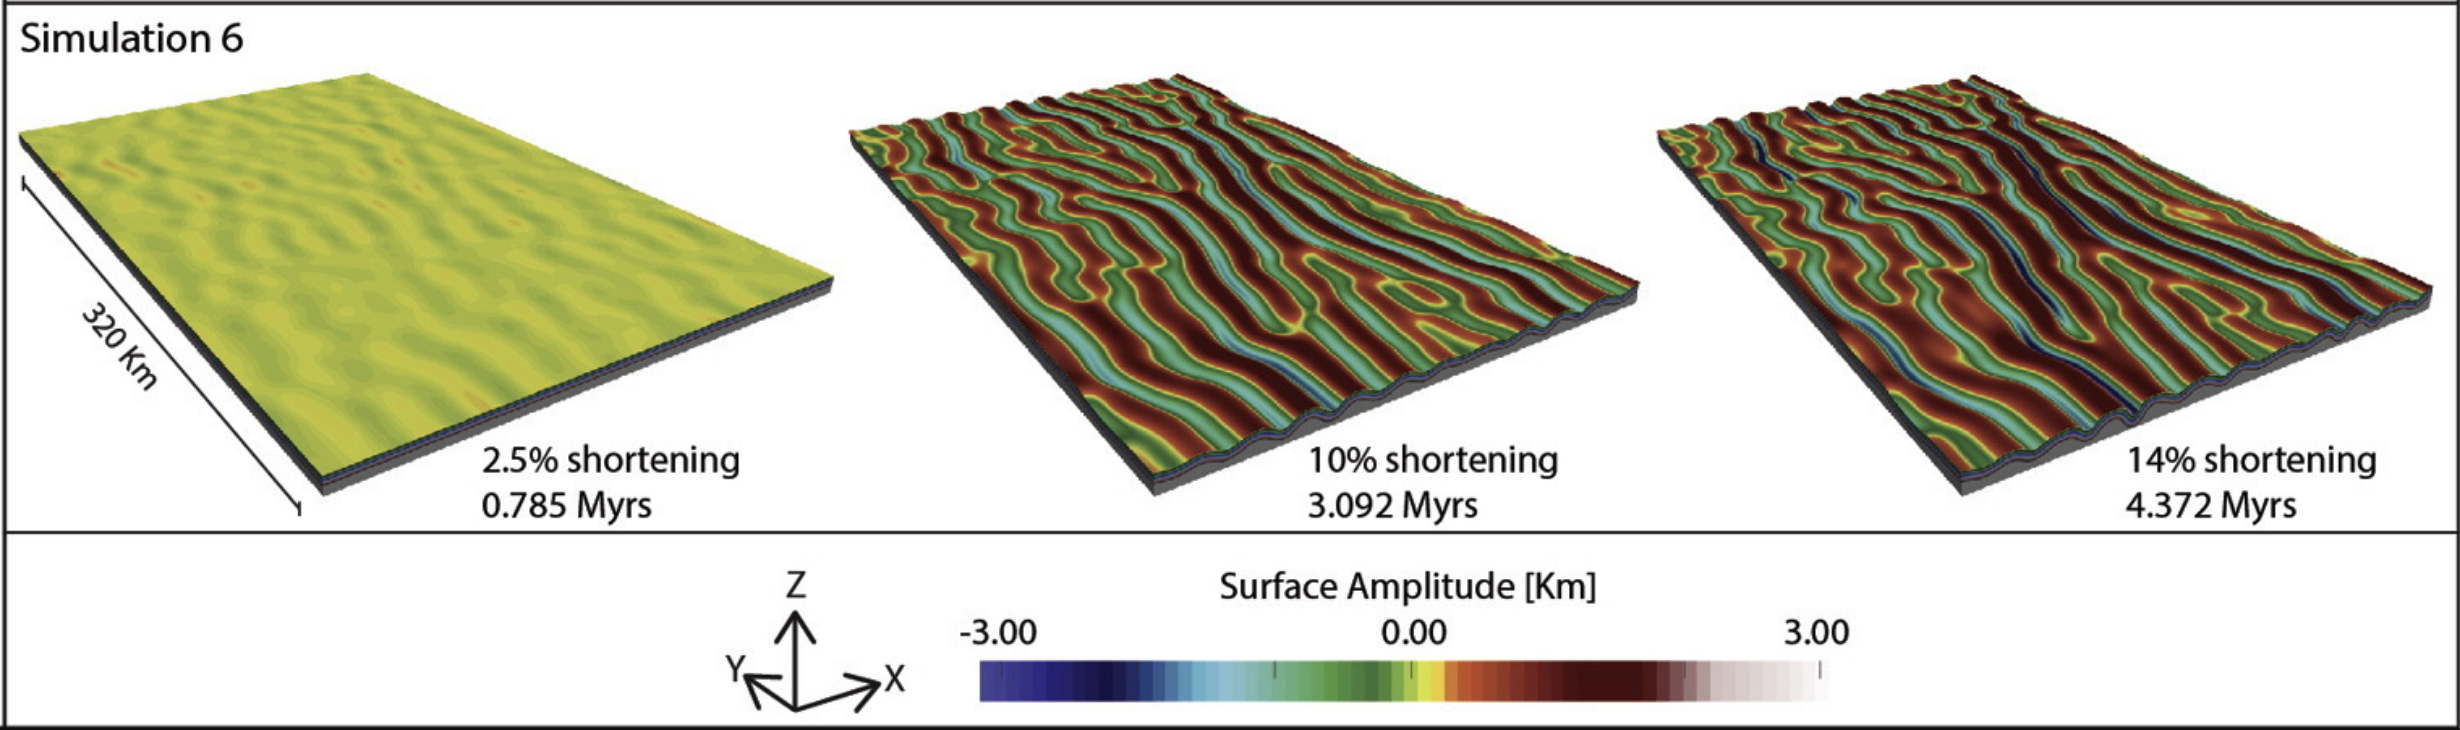 Simulation 6
320 Km
2.5% shortening
0.785 Myrs
10% shortening
3.092 Myrs
14% shortening
4.372 Myrs
Z
Y
X
Surface Amplitude [Km]
-3.00 0.00 3.00